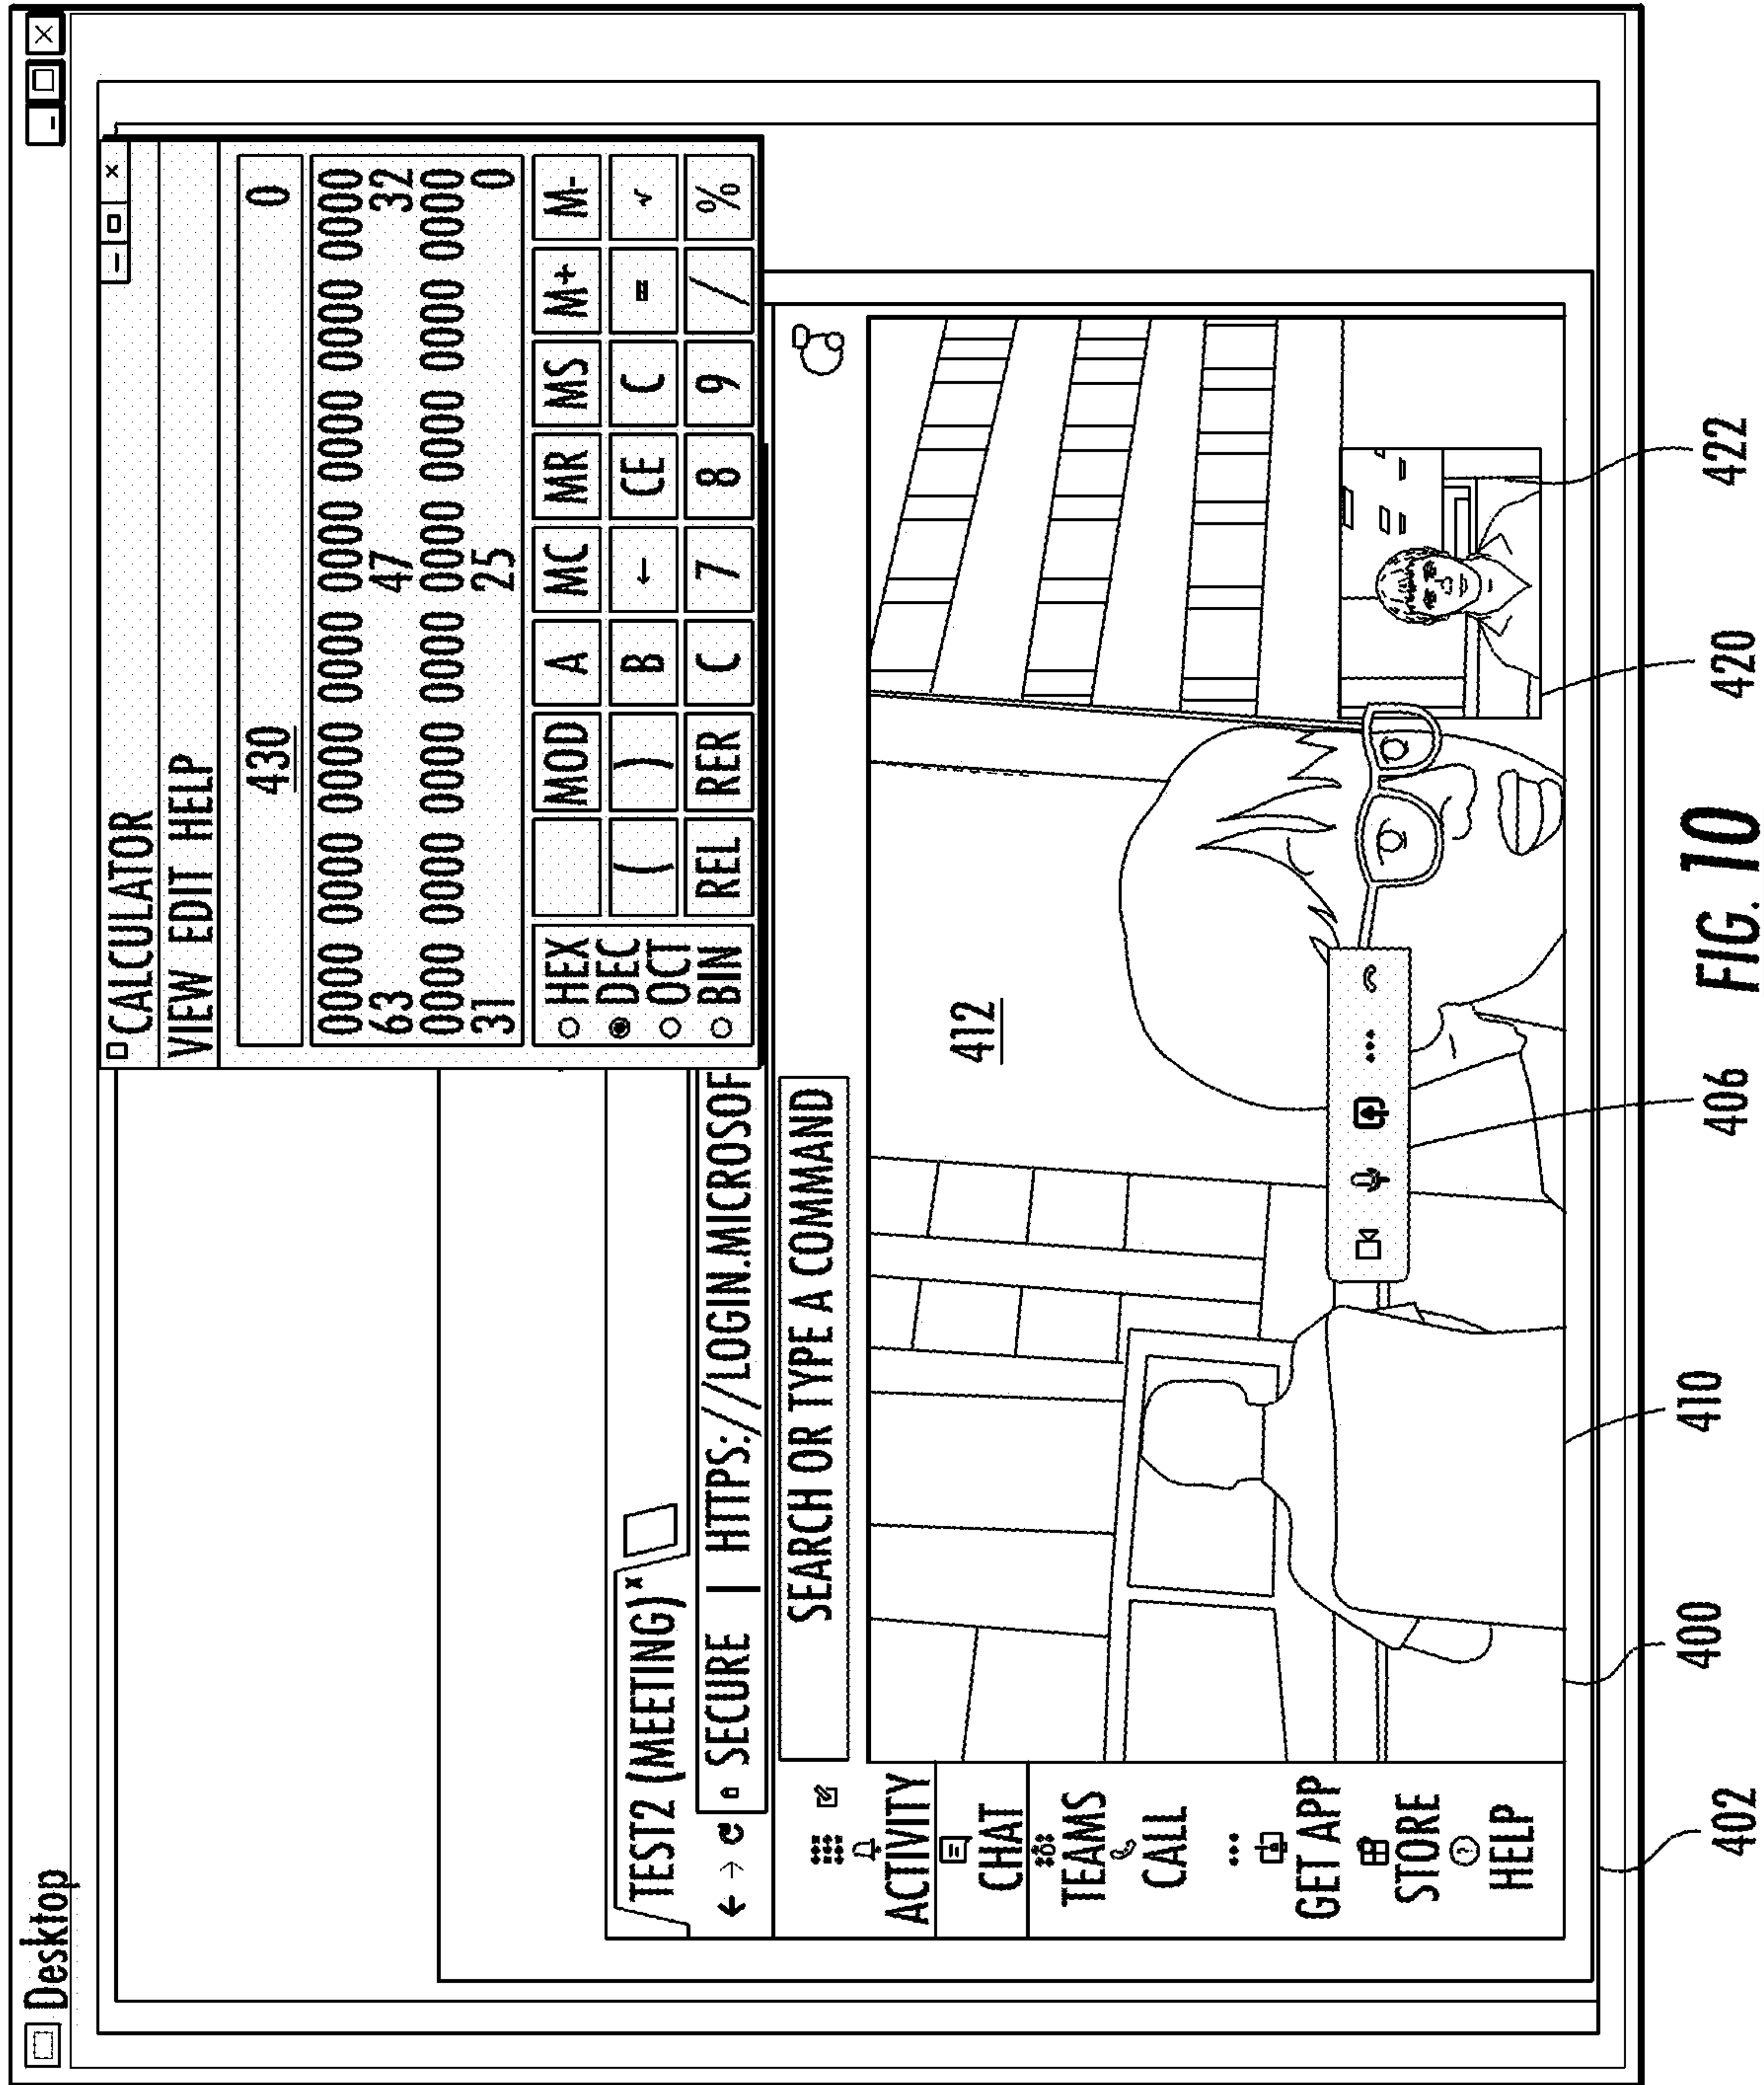 Desktop
CALCULATOR
VIEW EDIT HELP
430 0
0000 0000 0000 0000 0000 0000 0000 0000
63 47 32
0000 0000 0000 0000 0000 0000 0000 0000
31 25 0
HEX MOD A MC MR MS M+ M-
DEC ( ) B ← CE C = √
OCT
BIN REL RER C 7 8 9 / %
TEST2 (MEETING) x
SECURE | HTTPS://LOGIN.MICROSOF
SEARCH OR TYPE A COMMAND
ACTIVITY
CHAT
TEAMS
CALL
GET APP
STORE
HELP
412
402 400 410 406 420 422
FIG. 10